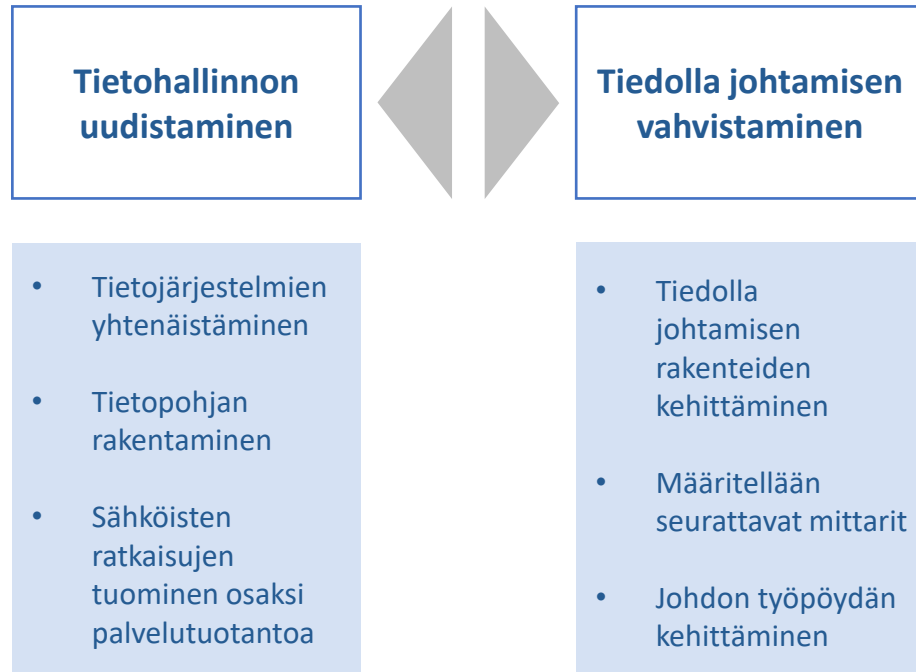 Tietohallinnon
uudistaminen
Tiedolla johtamisen
vahvistaminen
• Tietojärjestelmien
yhtenäistäminen
• Tietopohjan
rakentaminen
• Sähköisten
ratkaisujen
tuominen osaksi
palvelutuotantoa
• Tiedolla
johtamisen
rakenteiden
kehittäminen
• Määritellään
seurattavat mittarit
• Johdon työpöydän
kehittäminen